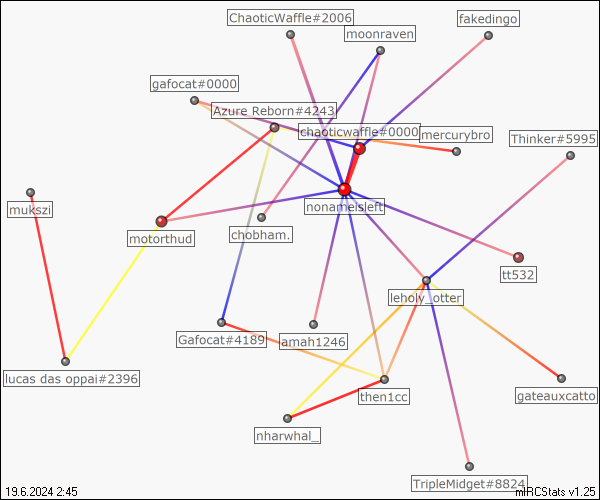 ChaoticWaffle#2006
fakedingo
moonraven
gafocat#0000
Azure Reborn#4243
chaoticwaffle#0000
mercurybro
Thinker#5995
mukszi
nonameisleft
motorthud
chobham.
tt532
leholy_otter
Gafocat#4189
amah1246
lucas das oppai#2396
then1cc
gateauxcatto
nharwhal_
TripleMidget#8824
19.6.2024 2:45
mIRCStats v1.25